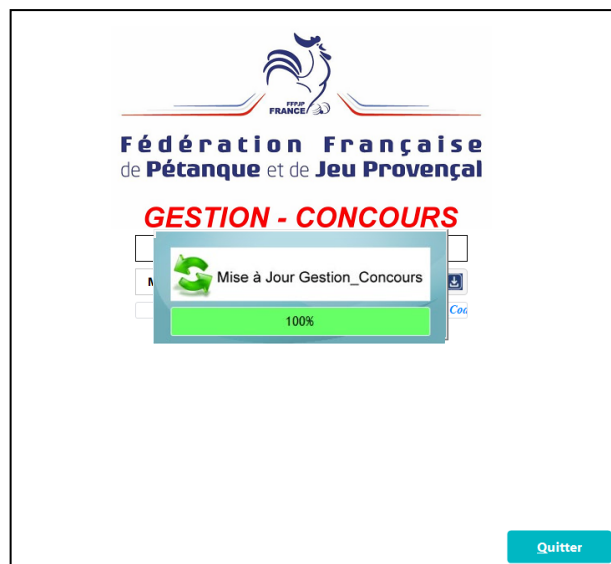 FFPJP
FRANCE
Fédération Française
de Pétanque et de Jeu Provençal
GESTION - CONCOURS
Mise à Jour Gestion_Concours
100%
Quitter